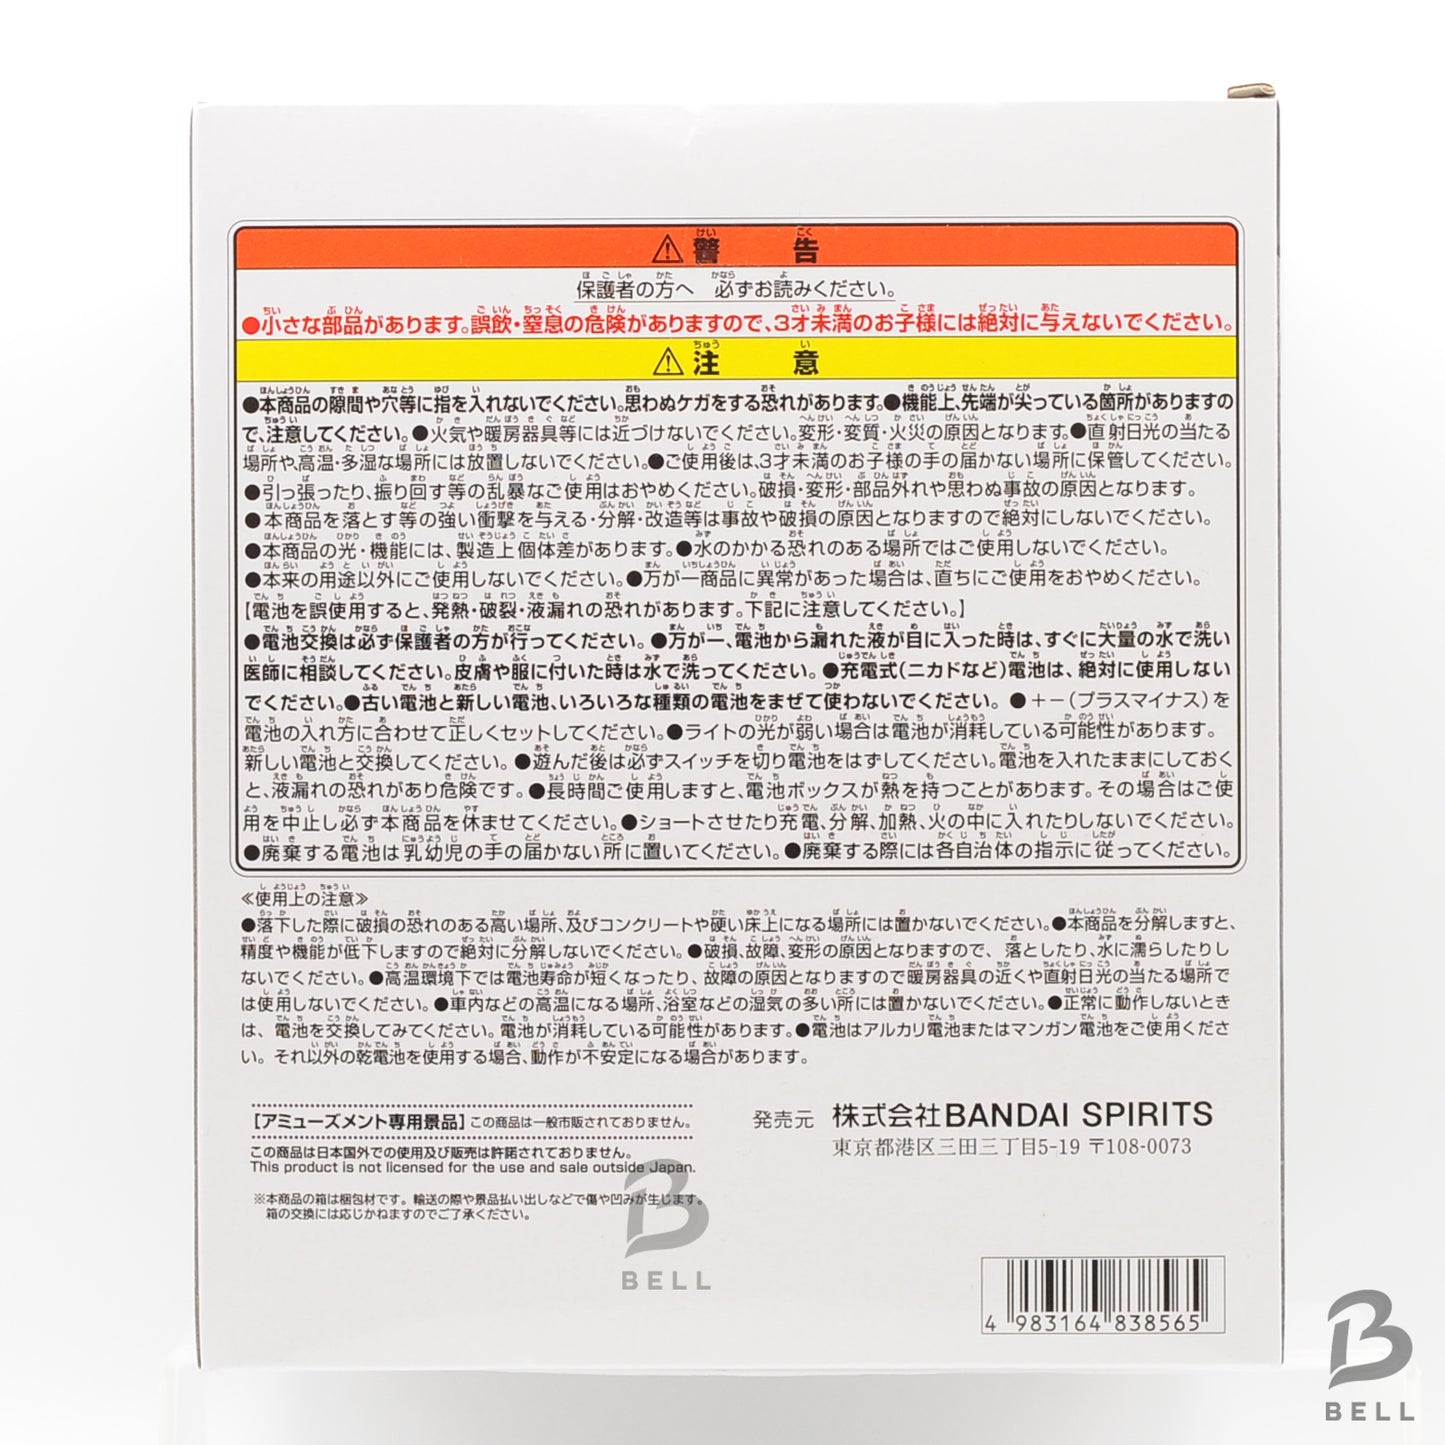 ⚠ 警告
保護者の方へ 必ずお読みください。
●小さな部品があります。誤飲・窒息の危険がありますので、3才未満のお子様には絶対に与えないでください。
⚠ 注意
●本商品の隙間や穴等に指を入れないでください。思わぬケガをする恐れがあります。●機能上、先端が尖っている箇所がありますの
で、注意してください。●火気や暖房器具等には近づけないでください。変形・変質・火災の原因となります。●直射日光の当たる
場所や、高温・多湿な場所には放置しないでください。●ご使用後は、3才未満のお子様の手の届かない場所に保管してください。
●引っ張ったり、振り回す等の乱暴なご使用はおやめください。破損・変形・部品外れや思わぬ事故の原因となります。
●本商品を落とす等の強い衝撃を与える・分解・改造等は事故や破損の原因となりますので絶対にしないでください。
●本商品の光・機能には、製造上個体差があります。●水のかかる恐れのある場所ではご使用しないでください。
●本来の用途以外にご使用しないでください。●万が一商品に異常があった場合は、直ちにご使用をおやめください。
【電池を誤使用すると、発熱・破裂・液漏れの恐れがあります。下記に注意してください。】
●電池交換は必ず保護者の方が行ってください。●万が一、電池から漏れた液が目に入った時は、すぐに大量の水で洗い
医師に相談してください。皮膚や服に付いた時は水で洗ってください。●充電式(ニカドなど)電池は、絶対に使用しない
でください。●古い電池と新しい電池、いろいろな種類の電池をまぜて使わないでください。●+−(プラスマイナス)を
電池の入れ方に合わせて正しくセットしてください。●ライトの光が弱い場合は電池が消耗している可能性があります。
新しい電池と交換してください。●遊んだ後は必ずスイッチを切り電池をはずしてください。電池を入れたままにしておく
と、液漏れの恐れがあり危険です。●長時間ご使用しますと、電池ボックスが熱を持つことがあります。その場合はご使
用を中止し必ず本商品を休ませてください。●ショートさせたり充電、分解、加熱、火の中に入れたりしないでください。
●廃棄する電池は乳幼児の手の届かない所に置いてください。●廃棄する際には各自治体の指示に従ってください。
≪使用上の注意≫
●落下した際に破損の恐れのある高い場所、及びコンクリートや硬い床上になる場所には置かないでください。●本商品を分解しますと、
精度や機能が低下しますので絶対に分解しないでください。●破損、故障、変形の原因となりますので、落としたり、水に濡らしたりし
ないでください。●高温環境下では電池寿命が短くなったり、故障の原因となりますので暖房器具の近くや直射日光の当たる場所で
は使用しないでください。●車内などの高温になる場所、浴室などの湿気の多い所には置かないでください。●正常に動作しないとき
は、電池を交換してみてください。電池が消耗している可能性があります。●電池はアルカリ電池またはマンガン電池をご使用くださ
い。それ以外の乾電池を使用する場合、動作が不安定になる場合があります。
[アミューズメント専用景品]この商品は一般市販されておりません。
この商品は日本国外での使用及び販売は許諾されておりません。
This product is not licensed for the use and sale outside Japan.
※本商品の箱は梱包材です。輸送の際や景品払い出しなどで傷や凹みが生じます。
箱の交換には応じかねますのでご了承ください。
発売元 株式会社BANDAI SPIRITS
東京都港区三田三丁目5-19 〒108-0073
4 983164 838565
B BELL
B BELL